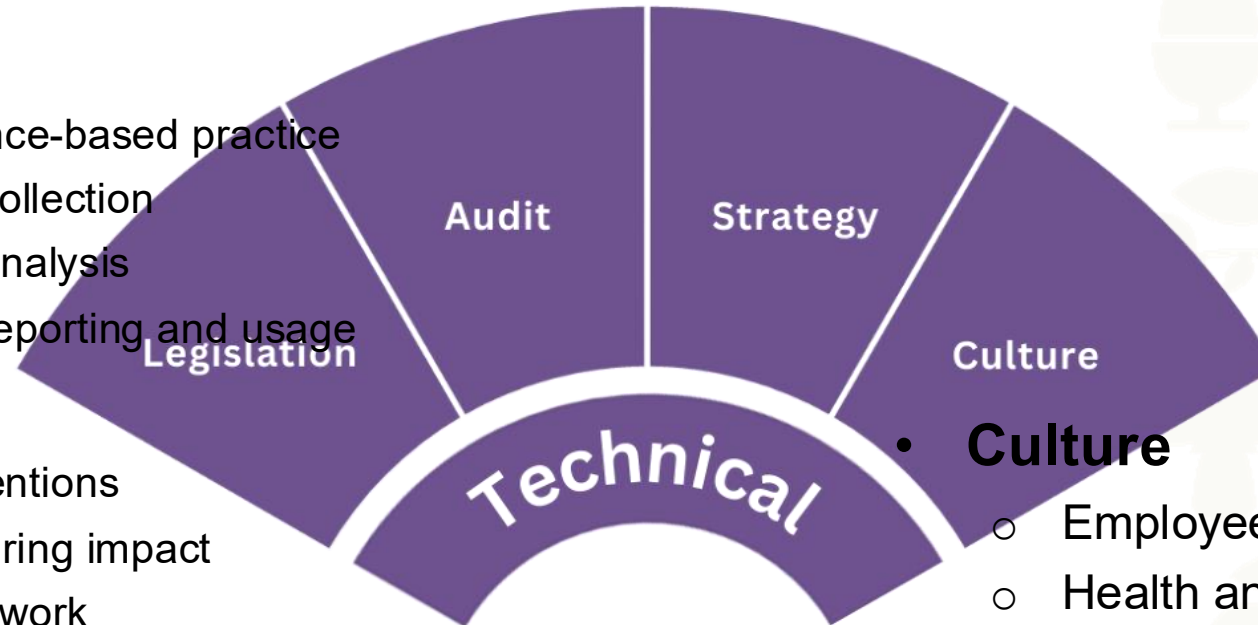 nce-based practice
ollection
nalysis
eporting and usage
entions
ring impact
work
Legislation
Audit
Strategy
Culture
Technical
• Culture
○ Employee
○ Health an